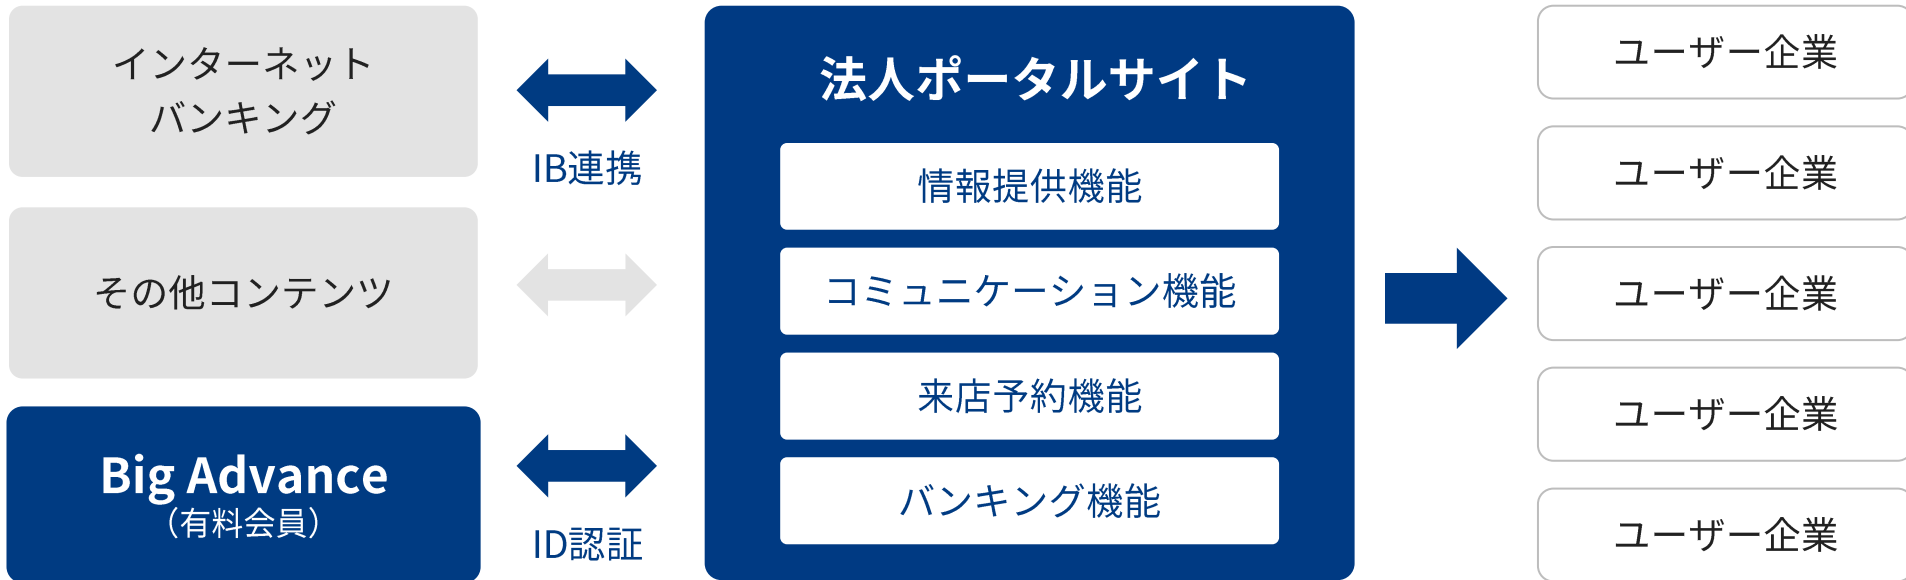 インターネット
バンキング
IB連携
その他コンテンツ
Big Advance
（有料会員）
ID認証
法人ポータルサイト
情報提供機能
コミュニケーション機能
来店予約機能
バンキング機能
ユーザー企業
ユーザー企業
ユーザー企業
ユーザー企業
ユーザー企業